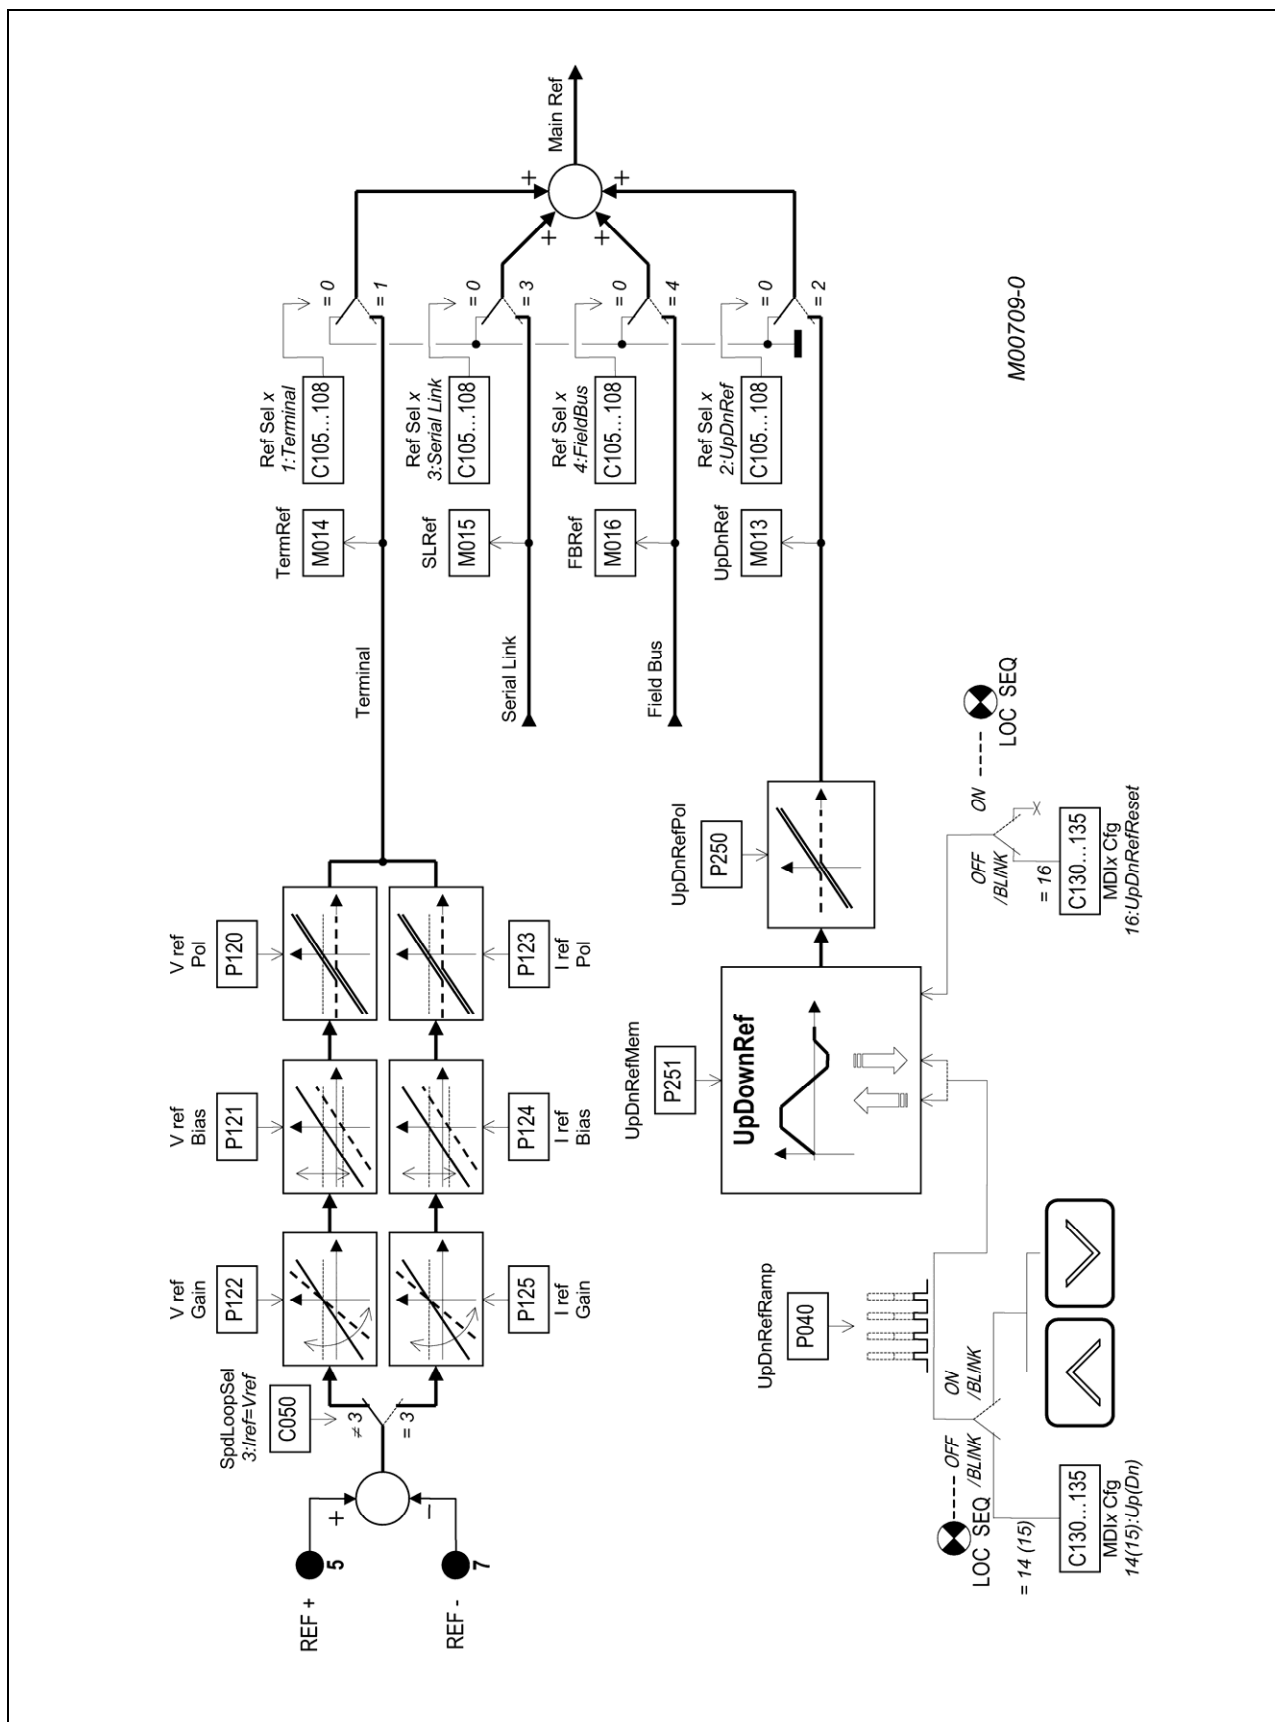 REF +
5
REF -
7
+
−
SpdLoopSel
3:Iref=Vref
C050
≠ 3
= 3
V ref
Gain
P122
V ref
Bias
P121
V ref
Pol
P120
P125
I ref
Gain
P124
I ref
Bias
P123
I ref
Pol
Terminal
TermRef
M014
Ref Sel x
1:Terminal
C105...108
= 0
= 1
Serial Link
SLRef
M015
Ref Sel x
3:Serial Link
C105...108
= 0
= 3
Field Bus
FBRef
M016
Ref Sel x
4:FieldBus
C105...108
= 0
= 4
UpDnRef
M013
Ref Sel x
2:UpDnRef
C105...108
= 0
= 2
+
+
+
+
Main Ref
UpDnRefRamp
P040
UpDnRefMem
P251
UpDownRef
UpDnRefPol
P250
LOC SEQ
OFF
/BLINK
ON
/BLINK
= 14 (15)
C130...135
MDIx Cfg
14(15):Up(Dn)
OFF
/BLINK
ON
LOC SEQ
= 16
C130...135
MDIx Cfg
16:UpDnRefReset
M00709-0